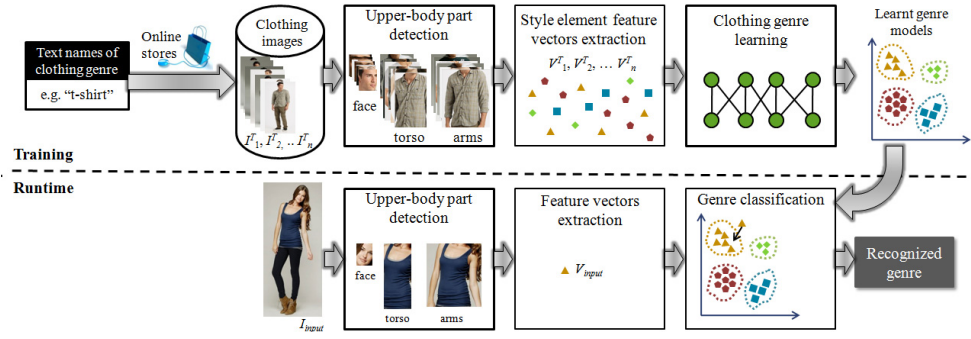 Text names of
clothing genre
e.g. “t-shirt”
Online
stores
Clothing
images
I^T_1, I^T_2, .. I^T_n
Upper-body part
detection
face
torso
arms
Style element feature
vectors extraction
V^T_1, V^T_2, … V^T_n
Clothing genre
learning
Learnt genre
models
Training
Runtime
I_input
Upper-body part
detection
face
torso
arms
Feature vectors
extraction
V_input
Genre classification
Recognized
genre